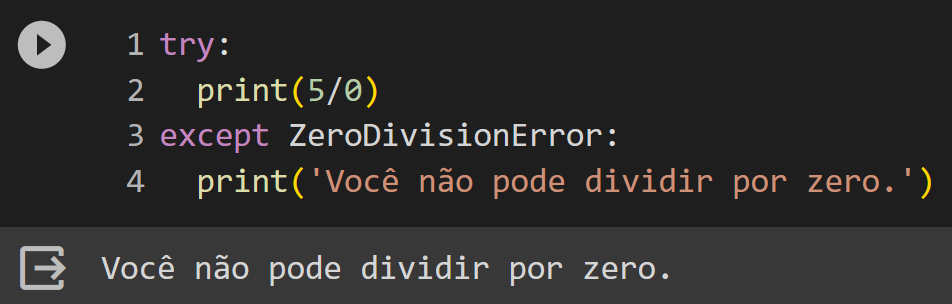 1 try:
2   print(5/0)
3 except ZeroDivisionError:
4   print('Você não pode dividir por zero.')
Você não pode dividir por zero.